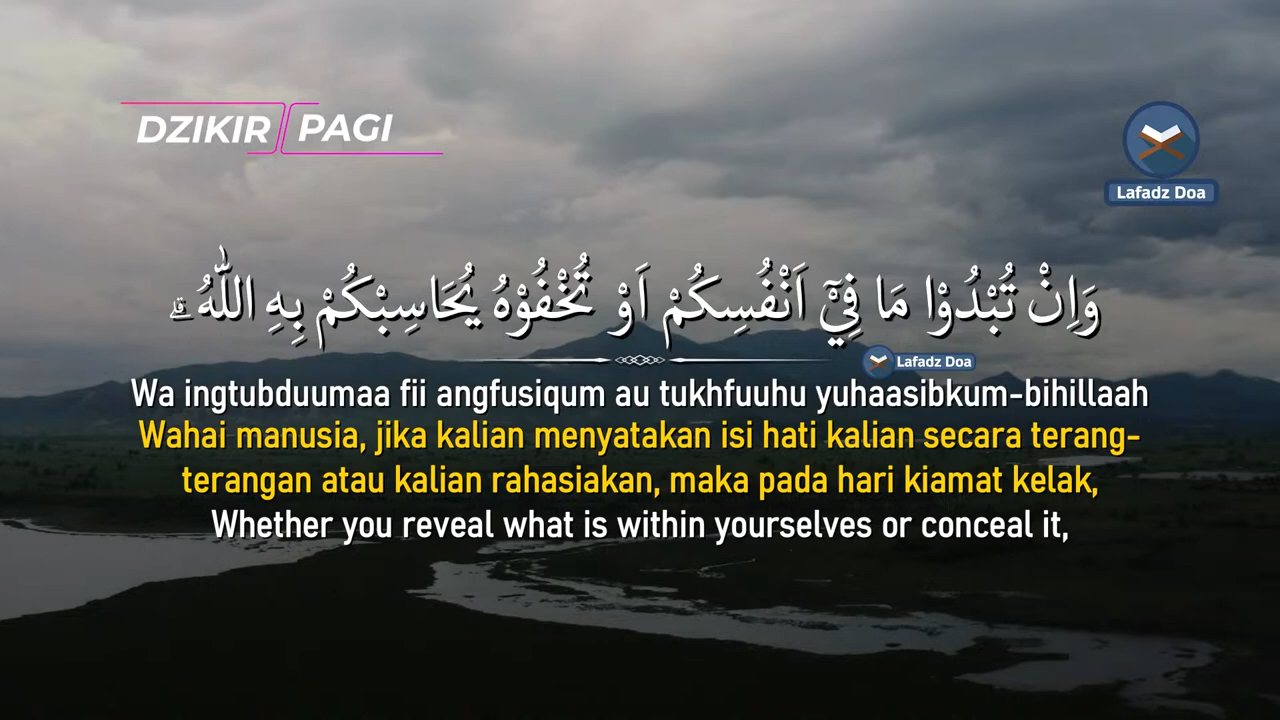 DZIKIR PAGI
Lafadz Doa
وَاِنْ تُبْدُوْا مَا فِيْٓ اَنْفُسِكُمْ اَوْ تُخْفُوْهُ يُحَاسِبْكُمْ بِهِ اللّٰهُ ۗ
Lafadz Doa
Wa ingtubduumaa fii angfusiqum au tukhfuuhu yuhaasibkum-bihillaah
Wahai manusia, jika kalian menyatakan isi hati kalian secara terang-
terangan atau kalian rahasiakan, maka pada hari kiamat kelak,
Whether you reveal what is within yourselves or conceal it,